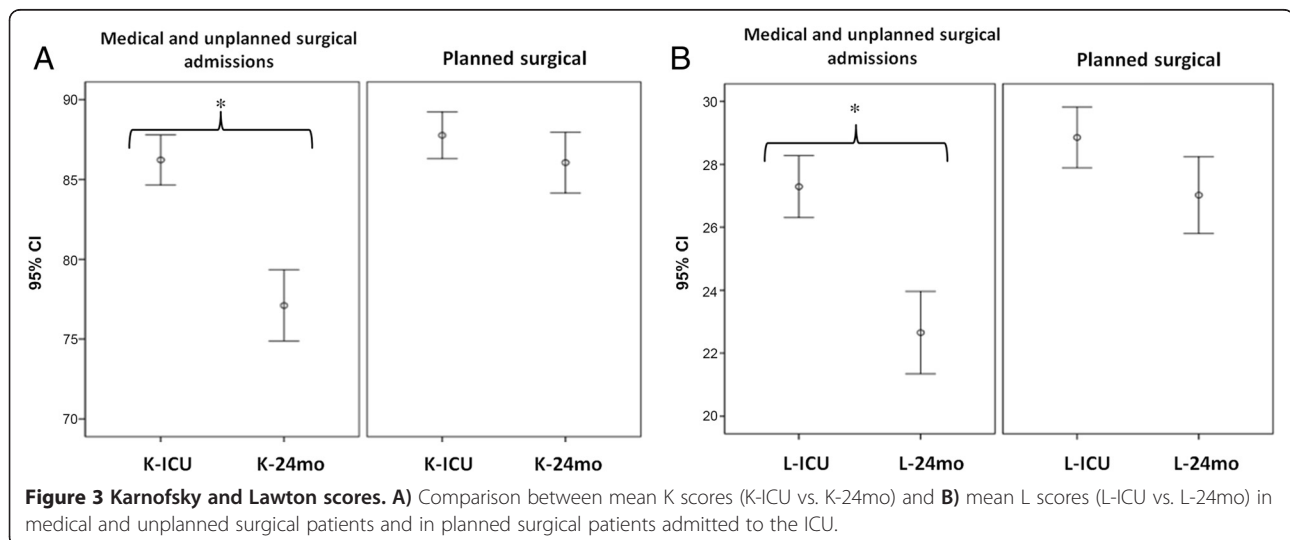 A
Medical and unplanned surgical
admissions
Planned surgical
*
90
85
80
75
70
95% CI
K-ICU
K-24mo
K-ICU
K-24mo
B
Medical and unplanned surgical
admissions
Planned surgical
*
30
28
26
24
22
20
95% CI
L-ICU
L-24mo
L-ICU
L-24mo
Figure 3 Karnofsky and Lawton scores. A) Comparison between mean K scores (K-ICU vs. K-24mo) and B) mean L scores (L-ICU vs. L-24mo) in
medical and unplanned surgical patients and in planned surgical patients admitted to the ICU.